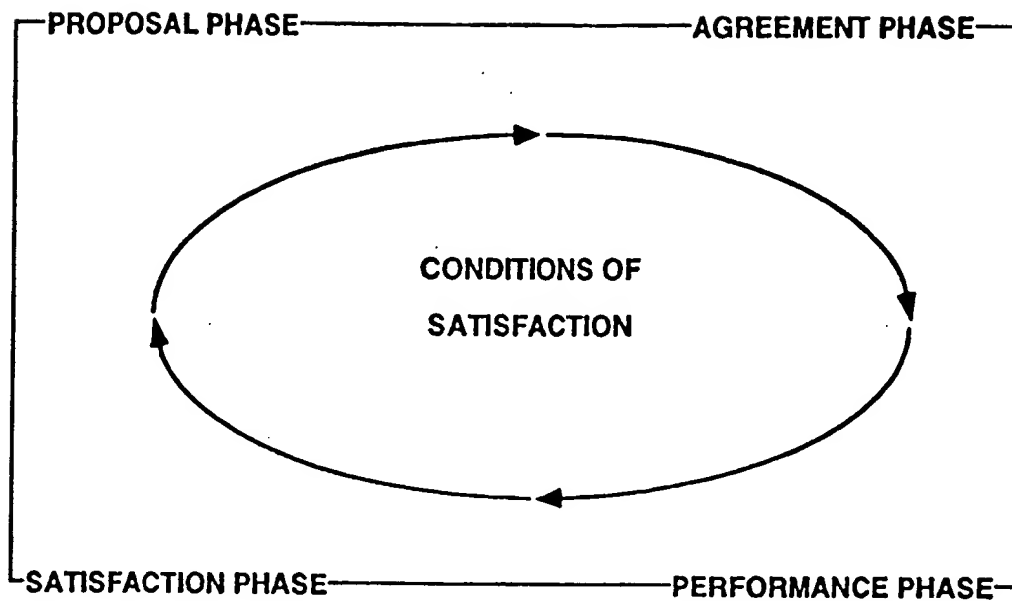 PROPOSAL PHASE
AGREEMENT PHASE
CONDITIONS OF
SATISFACTION
SATISFACTION PHASE
PERFORMANCE PHASE